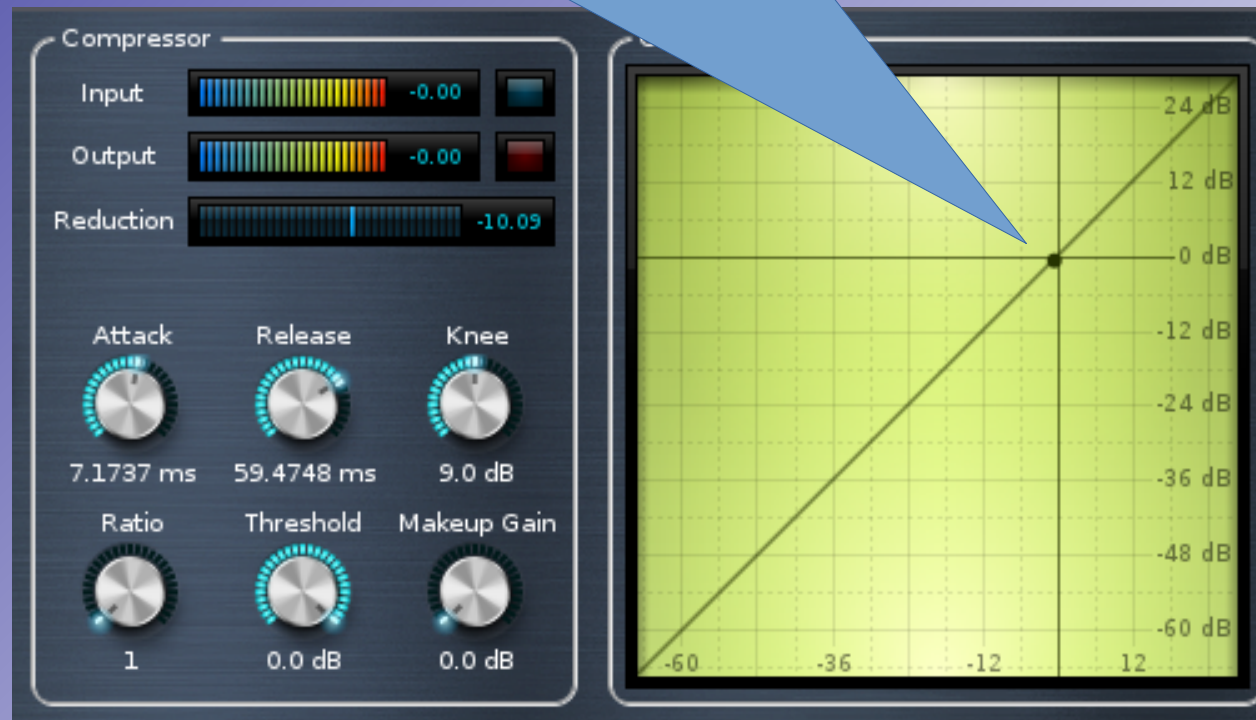 Compressor
Input -0.00
Output -0.00
Reduction -10.09
Attack Release Knee
7.1737 ms 59.4748 ms 9.0 dB
Ratio Threshold Makeup Gain
1 0.0 dB 0.0 dB
24 dB
12 dB
0 dB
-12 dB
-24 dB
-36 dB
-48 dB
-60 dB
-60 -36 -12 12